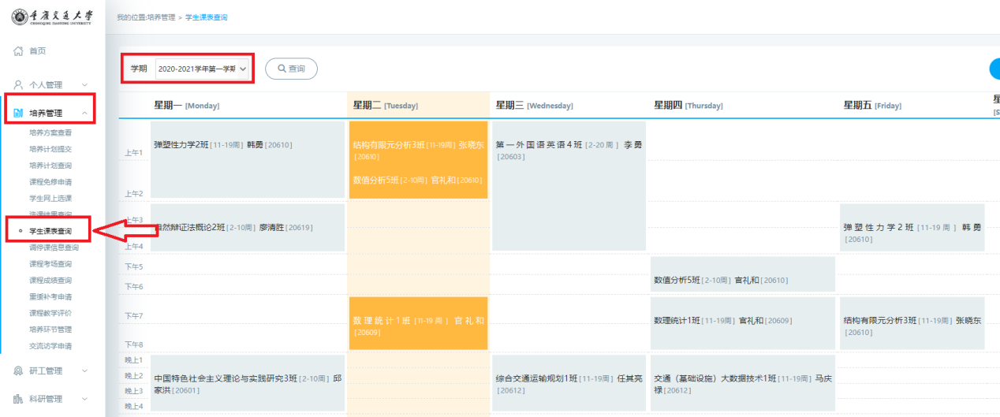 重庆交通大学
CHONGQING JIAOTONG UNIVERSITY
我的位置:培养管理 > 学生课表查询
首页
个人管理
培养管理
培养方案查看
培养计划提交
培养计划查询
课程免修申请
学生网上选课
选课结果查询
学生课表查询
调停课信息查询
课程考场查询
课程成绩查询
重缓补考申请
课程教学评价
培养环节管理
交流访学申请
研工管理
科研管理
学期 2020-2021学年第一学期 查询
星期一 [Monday] 星期二 [Tuesday] 星期三 [Wednesday] 星期四 [Thursday] 星期五 [Friday]
上午1
上午2
上午3
上午4
下午5
下午6
下午7
下午8
晚上1
晚上2
晚上3
晚上4
弹塑性力学2班[11-19周] 韩勇[20610]
自然辩证法概论2班[2-10周] 廖清胜[20619]
中国特色社会主义理论与实践研究3班[2-10周] 邱
家洪[20601]
结构有限元分析3班[11-19周] 张晓东
[20610]
数值分析5班[2-10周] 官礼和[20610]
数理统计1班 [11-19周] 官礼和
[20609]
第一外国语英语4班 [2-20周] 李勇
[20603]
综合交通运输规划1班[11-19周] 任其亮
[20612]
数值分析5班[2-10周] 官礼和[20610]
数理统计1班[11-19周] 官礼和[20609]
交通（基础设施）大数据技术1班[11-19周] 马庆
禄[20612]
弹塑性力学2班 [11-19周] 韩勇
[20610]
结构有限元分析3班[11-19周] 张晓东
[20610]